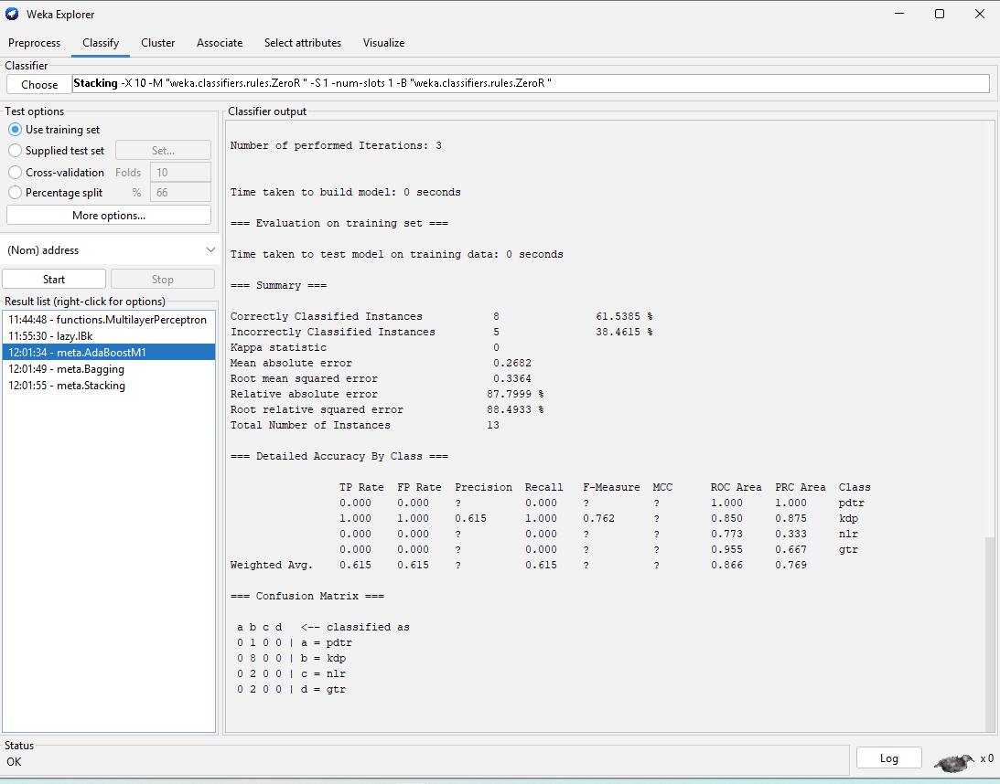 Weka Explorer
Preprocess Classify Cluster Associate Select attributes Visualize
Classifier
Choose Stacking -X 10 -M "weka.classifiers.rules.ZeroR " -S 1 -num-slots 1 -B "weka.classifiers.rules.ZeroR "
Test options
Use training set
Supplied test set Set...
Cross-validation Folds 10
Percentage split % 66
More options...
(Nom) address
Start Stop
Result list (right-click for options)
11:44:48 - functions.MultilayerPerceptron
11:55:30 - lazy.IBk
12:01:34 - meta.AdaBoostM1
12:01:49 - meta.Bagging
12:01:55 - meta.Stacking
Classifier output
Number of performed Iterations: 3
Time taken to build model: 0 seconds
=== Evaluation on training set ===
Time taken to test model on training data: 0 seconds
=== Summary ===
Correctly Classified Instances 8 61.5385 %
Incorrectly Classified Instances 5 38.4615 %
Kappa statistic 0
Mean absolute error 0.2682
Root mean squared error 0.3364
Relative absolute error 87.7999 %
Root relative squared error 88.4933 %
Total Number of Instances 13
=== Detailed Accuracy By Class ===
TP Rate FP Rate Precision Recall F-Measure MCC ROC Area PRC Area Class
0.000 0.000 ? 0.000 ? ? 1.000 1.000 pdtr
1.000 1.000 0.615 1.000 0.762 ? 0.850 0.875 kdp
0.000 0.000 ? 0.000 ? ? 0.773 0.333 nlr
0.000 0.000 ? 0.000 ? ? 0.955 0.667 gtr
Weighted Avg. 0.615 0.615 ? 0.615 ? ? 0.866 0.769
=== Confusion Matrix ===
a b c d <-- classified as
0 1 0 0 | a = pdtr
0 8 0 0 | b = kdp
0 2 0 0 | c = nlr
0 2 0 0 | d = gtr
Status
OK
Log x 0